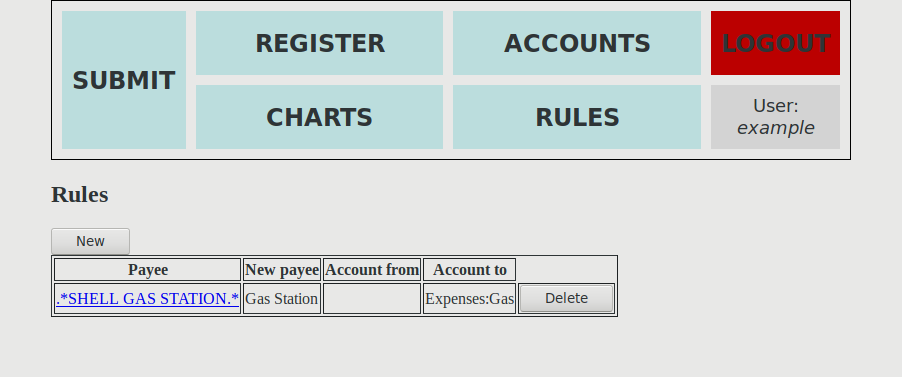 SUBMIT
REGISTER
ACCOUNTS
LOGOUT
CHARTS
RULES
User:
example
Rules
New
Payee New payee Account from Account to
.*SHELL GAS STATION.* Gas Station Expenses:Gas Delete